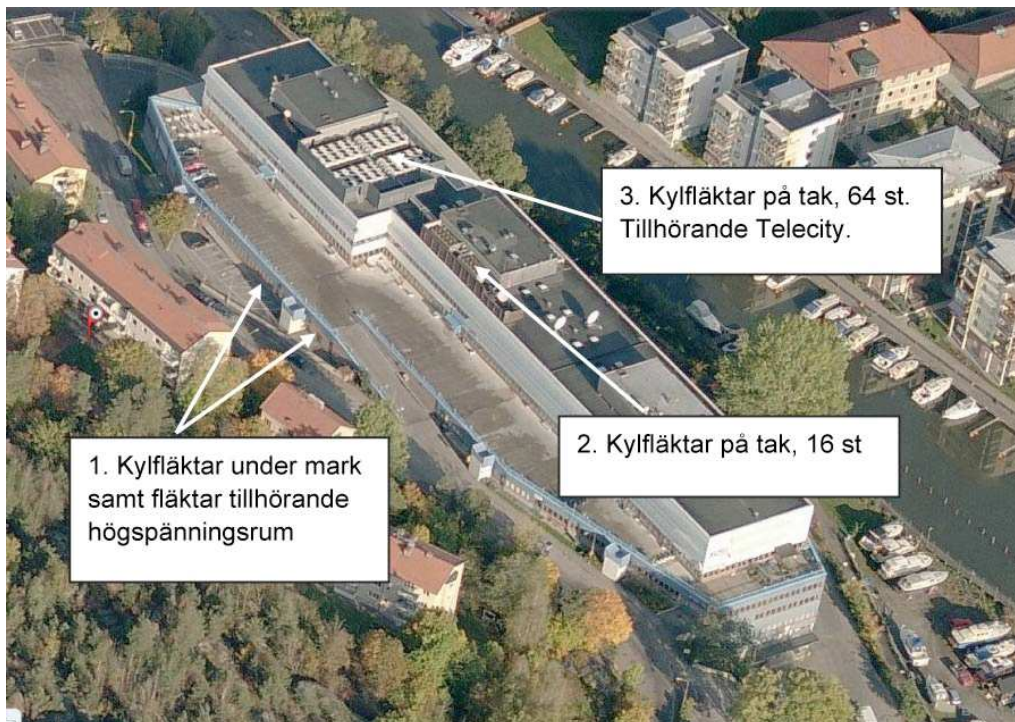 3. Kylfläktar på tak, 64 st.
Tillhörande Telecity.
2. Kylfläktar på tak, 16 st
1. Kylfläktar under mark
samt fläktar tillhörande
högspänningsrum